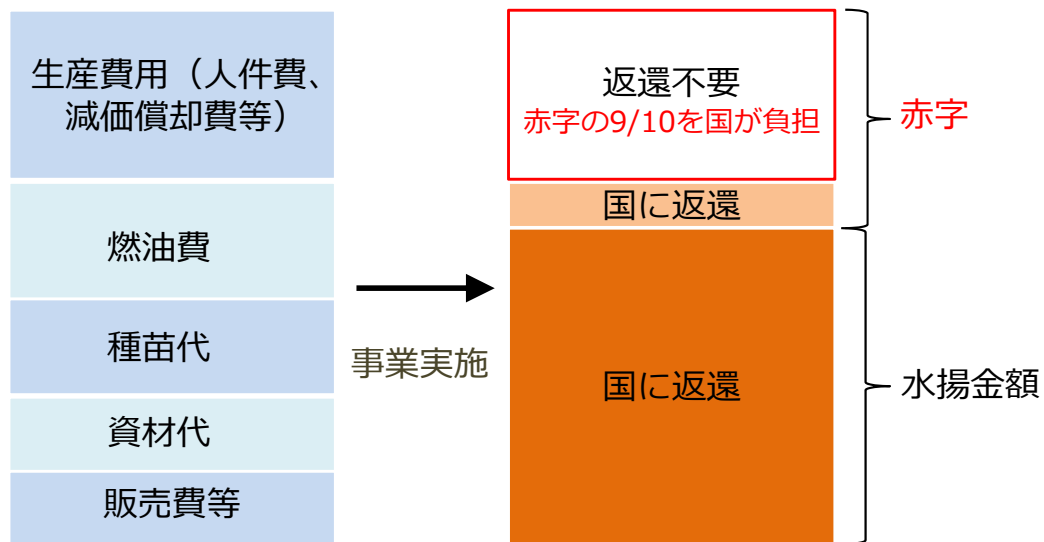 生産費用（人件費、
減価償却費等）
燃油費
種苗代
資材代
販売費等
事業実施
返還不要
赤字の9/10を国が負担
国に返還
国に返還
赤字
水揚金額